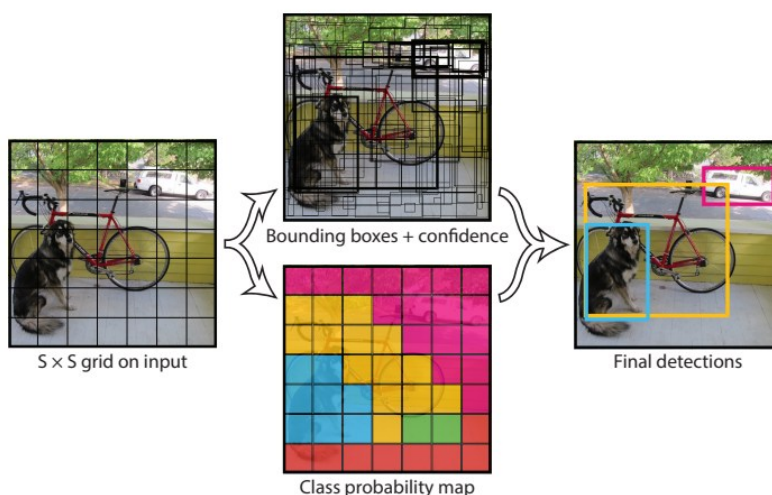 S × S grid on input
Bounding boxes + confidence
Class probability map
Final detections